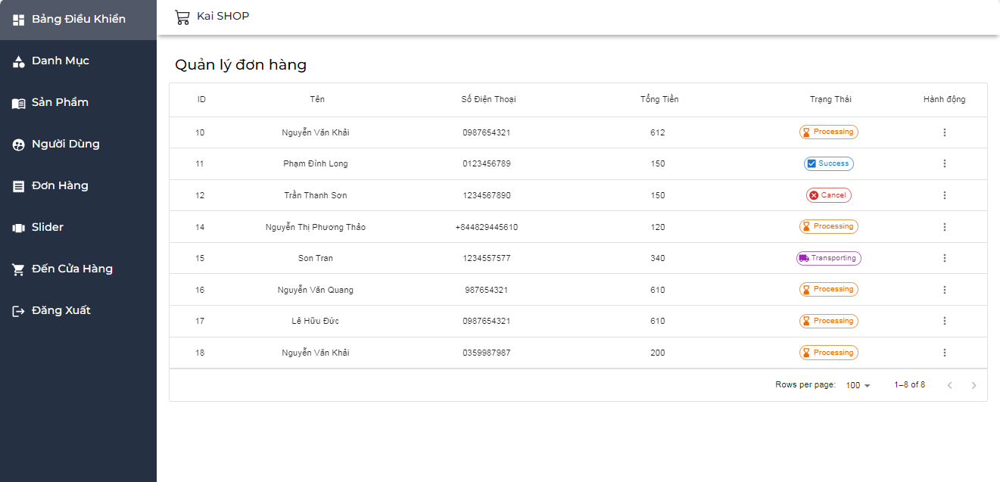 Bảng Điều Khiển
Danh Mục
Sản Phẩm
Người Dùng
Đơn Hàng
Slider
Đến Cửa Hàng
Đăng Xuất
Kai SHOP
Quản lý đơn hàng
ID Tên Số Điện Thoại Tổng Tiền Trạng Thái Hành động
10 Nguyễn Văn Khải 0987654321 612 Processing
11 Phạm Đình Long 0123456789 150 Success
12 Trần Thanh Sơn 1234567890 150 Cancel
14 Nguyễn Thị Phương Thảo +844829445610 120 Processing
15 Son Tran 1234557577 340 Transporting
16 Nguyễn Văn Quang 987654321 610 Processing
17 Lê Hữu Đức 0987654321 610 Processing
18 Nguyễn Văn Khải 0359987987 200 Processing
Rows per page: 100 1–8 of 8